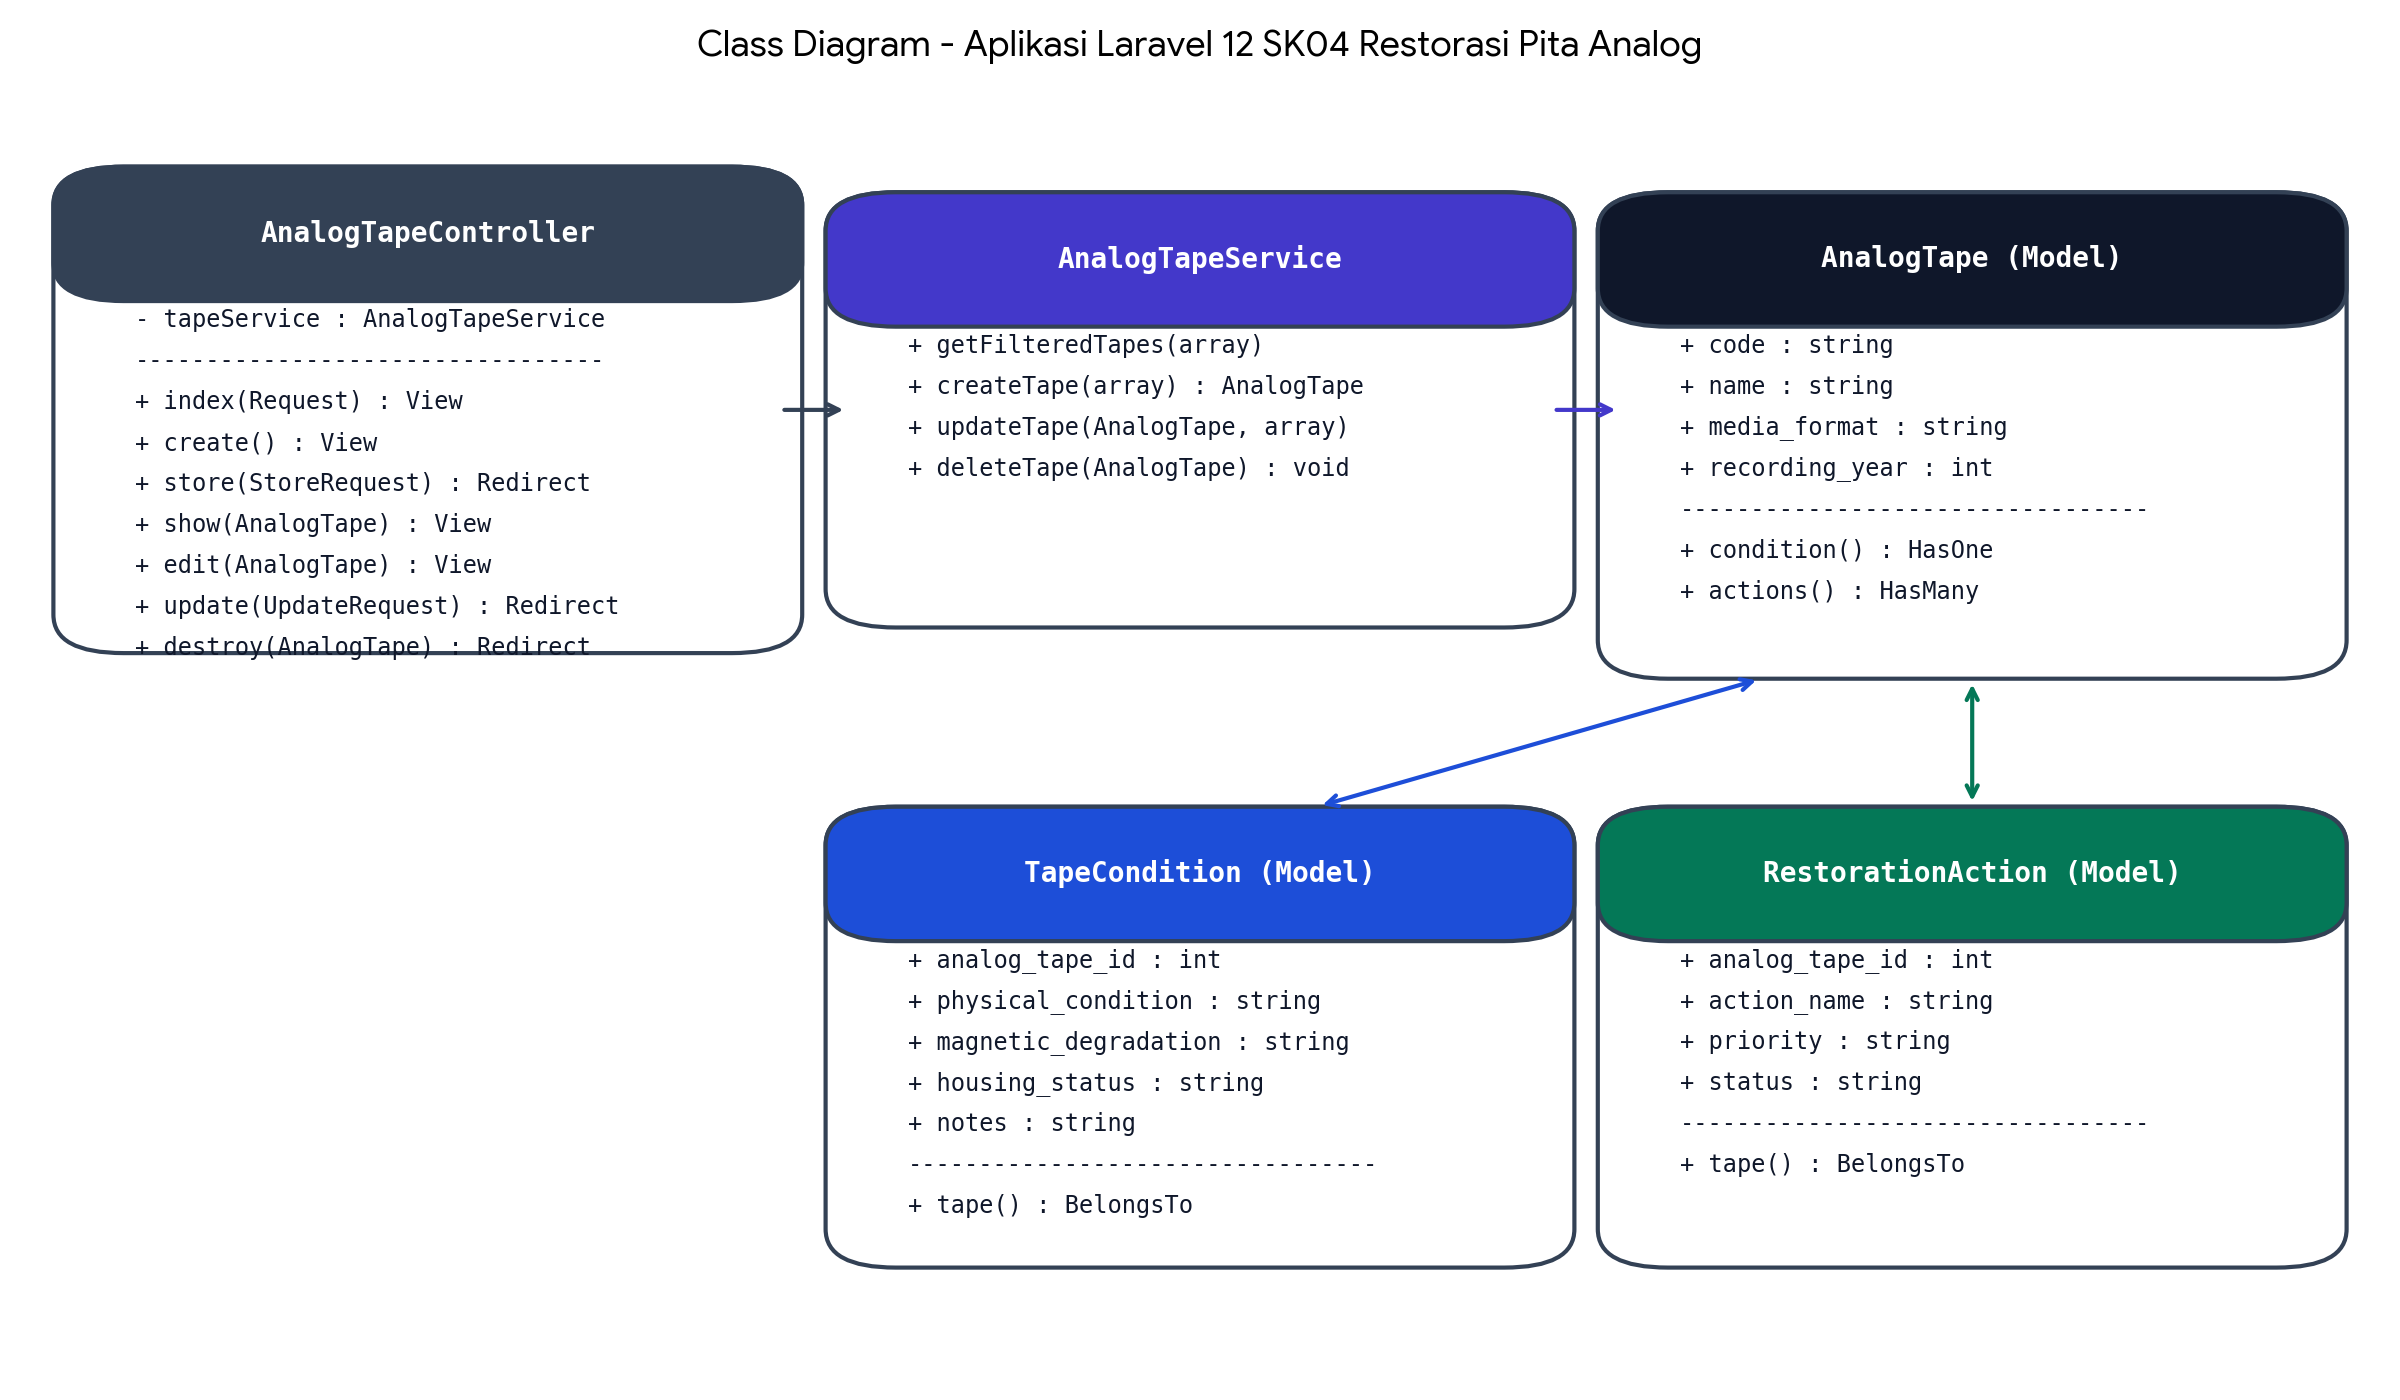 Class Diagram - Aplikasi Laravel 12 SK04 Restorasi Pita Analog
AnalogTapeController
- tapeService : AnalogTapeService
---------------------------------
+ index(Request) : View
+ create() : View
+ store(StoreRequest) : Redirect
+ show(AnalogTape) : View
+ edit(AnalogTape) : View
+ update(UpdateRequest) : Redirect
+ destroy(AnalogTape) : Redirect
AnalogTapeService
+ getFilteredTapes(array)
+ createTape(array) : AnalogTape
+ updateTape(AnalogTape, array)
+ deleteTape(AnalogTape) : void
AnalogTape (Model)
+ code : string
+ name : string
+ media_format : string
+ recording_year : int
---------------------------------
+ condition() : HasOne
+ actions() : HasMany
TapeCondition (Model)
+ analog_tape_id : int
+ physical_condition : string
+ magnetic_degradation : string
+ housing_status : string
+ notes : string
---------------------------------
+ tape() : BelongsTo
RestorationAction (Model)
+ analog_tape_id : int
+ action_name : string
+ priority : string
+ status : string
---------------------------------
+ tape() : BelongsTo